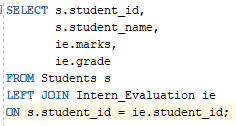 SELECT s.student_id,
s.student_name,
ie.marks,
ie.grade
FROM Students s
LEFT JOIN Intern_Evaluation ie
ON s.student_id = ie.student_id;